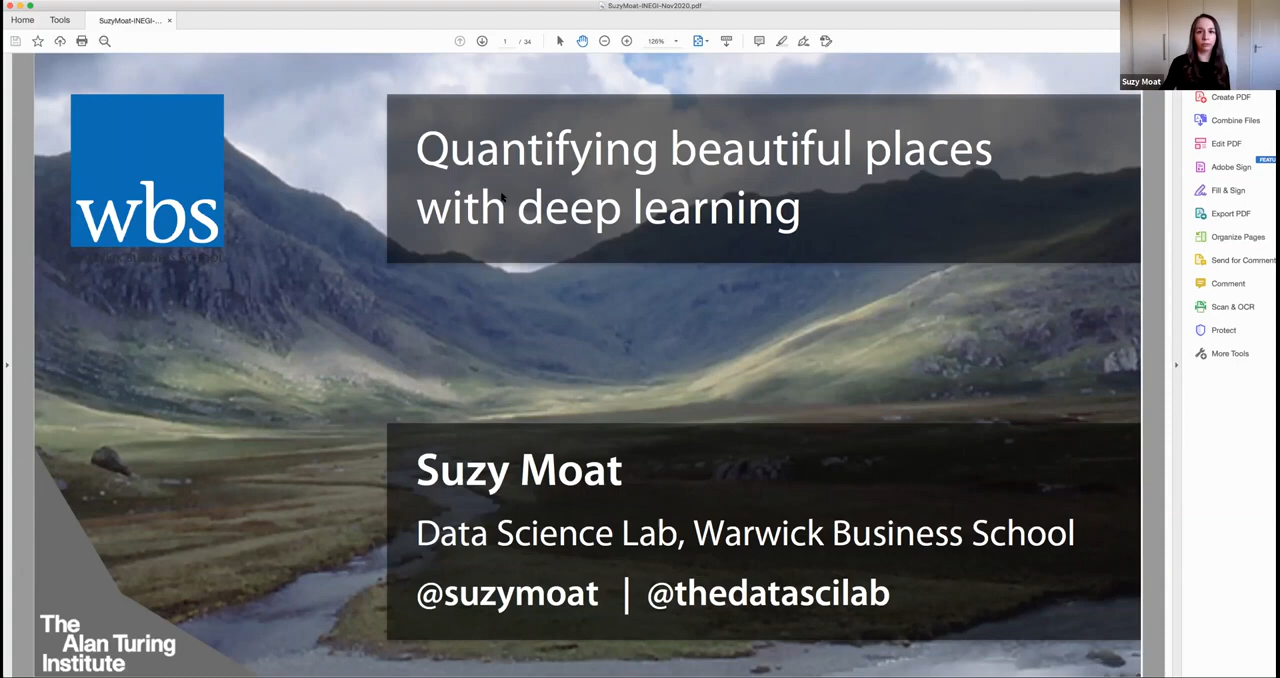 SuzyMoat-INEGI-Nov2020.pdf
Home
Tools
SuzyMoat-INEGI-...
1 / 34
126%
Suzy Moat
Create PDF
Combine Files
Edit PDF
Adobe Sign
FEATU
Fill & Sign
Export PDF
Organize Pages
Send for Comment
Comment
Scan & OCR
Protect
More Tools
wbs
Quantifying beautiful places
with deep learning
Suzy Moat
Data Science Lab, Warwick Business School
@suzymoat | @thedatascilab
The
Alan Turing
Institute